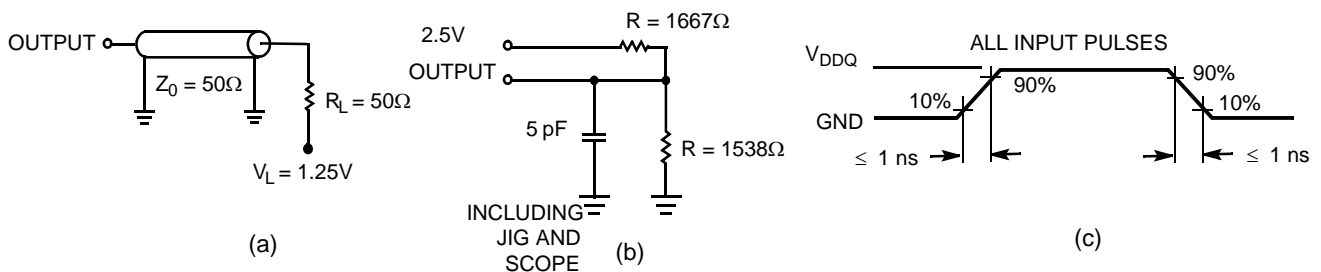 OUTPUT
Z0 = 50Ω
RL = 50Ω
VL = 1.25V
(a)
R = 1667Ω
2.5V
OUTPUT
5 pF
R = 1538Ω
INCLUDING
JIG AND
SCOPE
(b)
ALL INPUT PULSES
VDDQ
90%
90%
10%
10%
GND
≤ 1 ns
≤ 1 ns
(c)